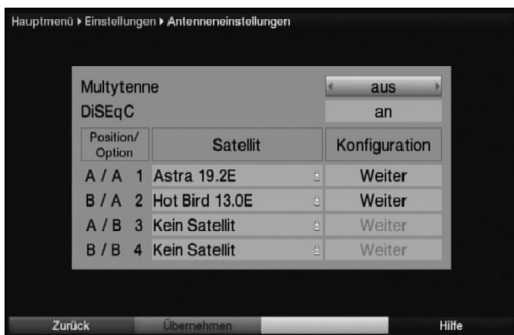 Hauptmenü ▸ Einstellungen ▸ Antenneneinstellungen
Multytenne aus
DiSEqC an
Position/
Option Satellit Konfiguration
A / A 1 Astra 19.2E Weiter
B / A 2 Hot Bird 13.0E Weiter
A / B 3 Kein Satellit Weiter
B / B 4 Kein Satellit Weiter
Zurück Übernehmen Hilfe